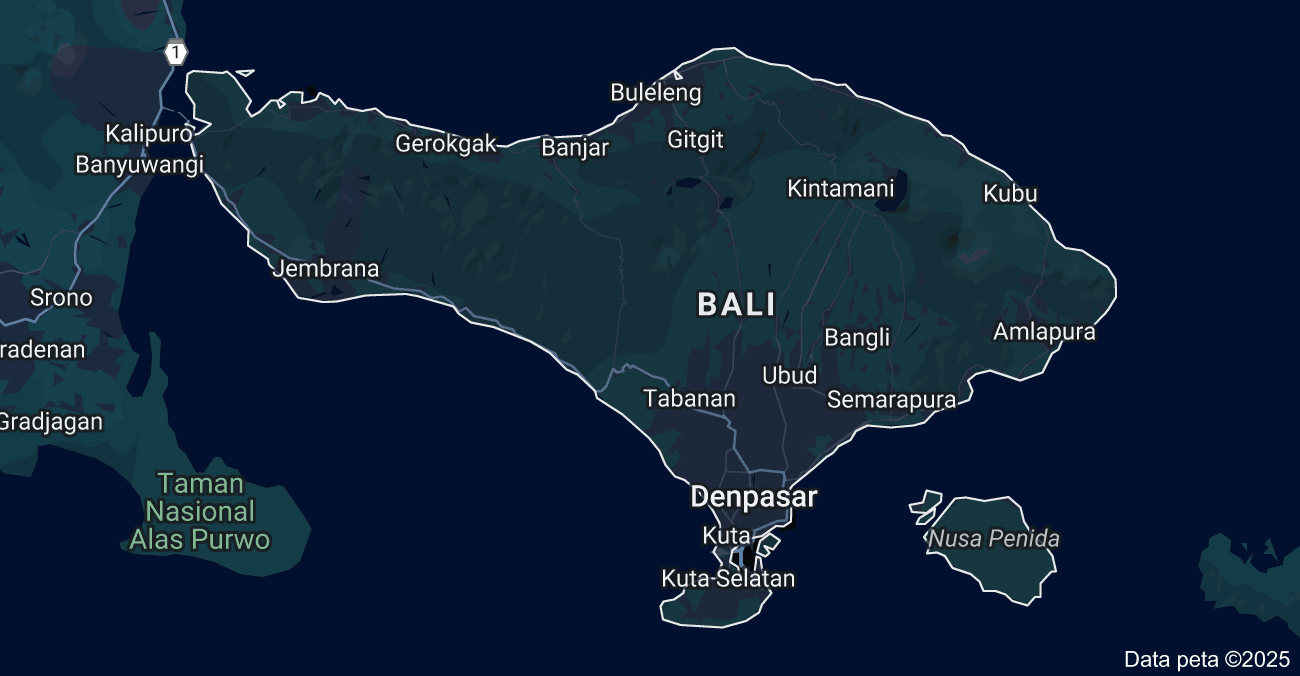 1
Buleleng
Kalipuro
Gerokgak
Banjar
Gitgit
Banyuwangi
Kintamani
Kubu
Jembrana
Srono
BALI
Bangli
Amlapura
radenan
Ubud
Tabanan
Semarapura
Gradjagan
Taman
Nasional
Alas Purwo
Denpasar
Kuta
Nusa Penida
Kuta Selatan
Data peta ©2025